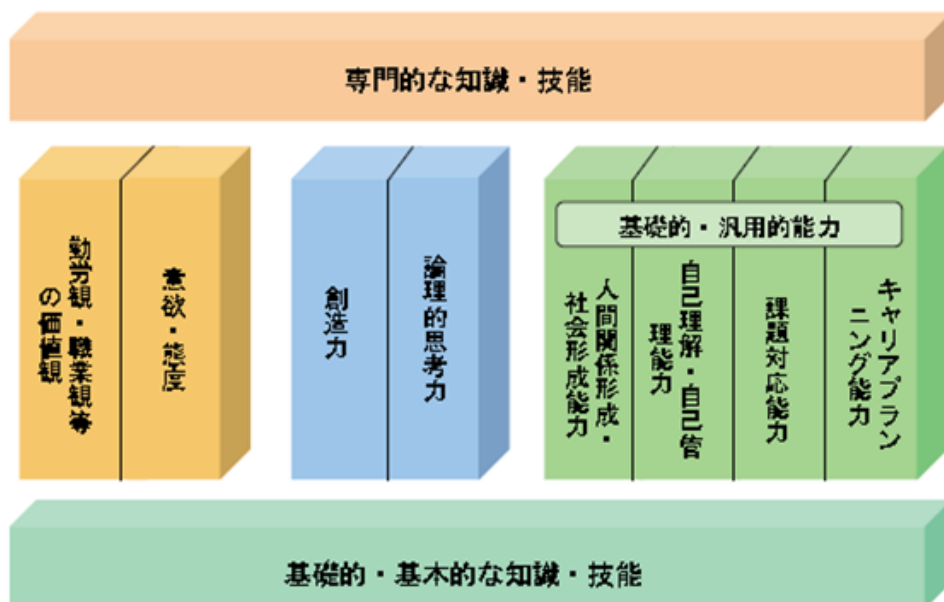 専門的な知識・技能
勤労観・職業観等
の価値観
意欲・態度
創造力
論理的思考力
基礎的・汎用的能力
人間関係形成・
社会形成能力
自己理解・自己管
理能力
課題対応能力
キャリアプラン
ニング能力
基礎的・基本的な知識・技能